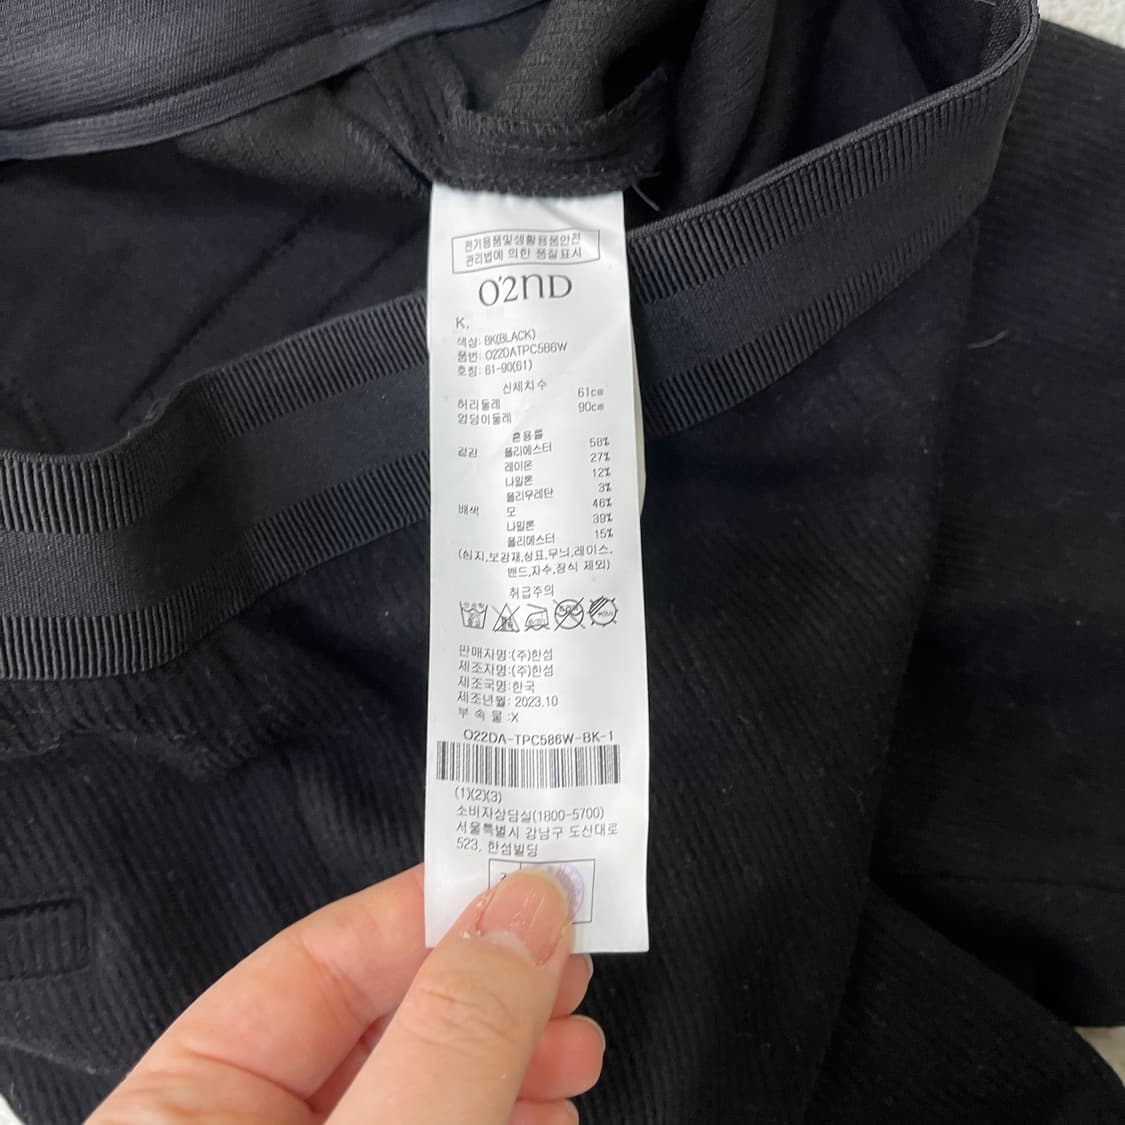 전기용품및생활용품안전
관리법에 의한 품질표시
O'2ND
K.
색상: BK(BLACK)
품번: O22DATPC586W
호칭: 61-90(61)
신체치수
허리둘레 61cm
엉덩이둘레 90cm
혼용률
겉감 폴리에스터 58%
레이온 27%
나일론 12%
폴리우레탄 3%
배색 모 46%
나일론 39%
폴리에스터 15%
(심지,보강재,상표,무늬,레이스,
밴드,자수,장식 제외)
취급주의
판매자명:(주)한섬
제조자명:(주)한섬
제조국명:한국
제조년월: 2023.10
부 속 물 :X
O22DA-TPC586W-BK-1
(1)(2)(3)
소비자상담실(1800-5700)
서울특별시 강남구 도산대로
523, 한섬빌딩